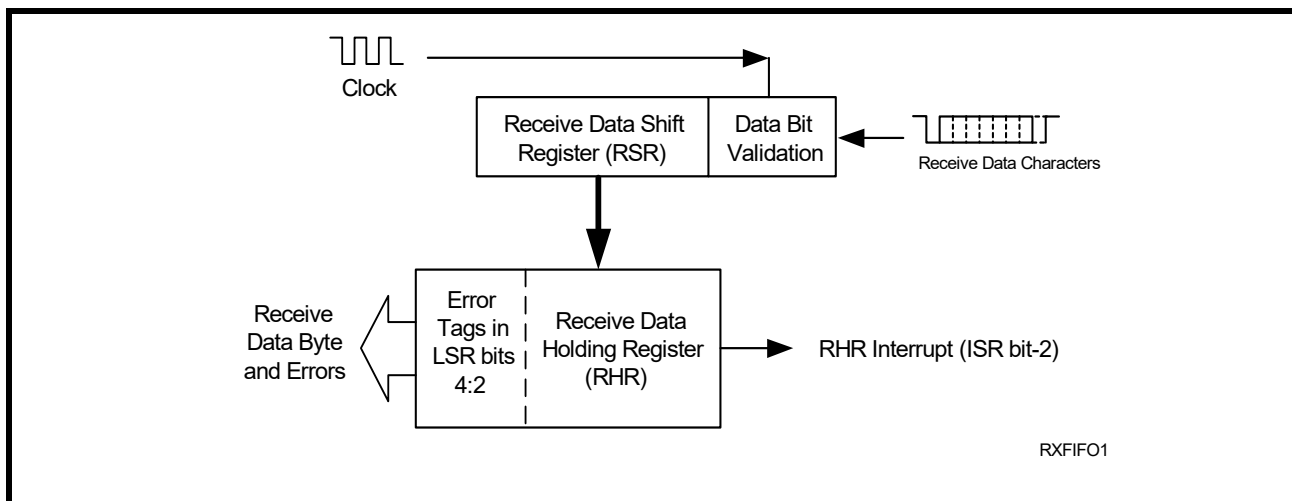 Clock
Receive Data Shift
Register (RSR)
Data Bit
Validation
Receive Data Characters
Receive
Data Byte
and Errors
Error
Tags in
LSR bits
4:2
Receive Data
Holding Register
(RHR)
RHR Interrupt (ISR bit-2)
RXFIFO1